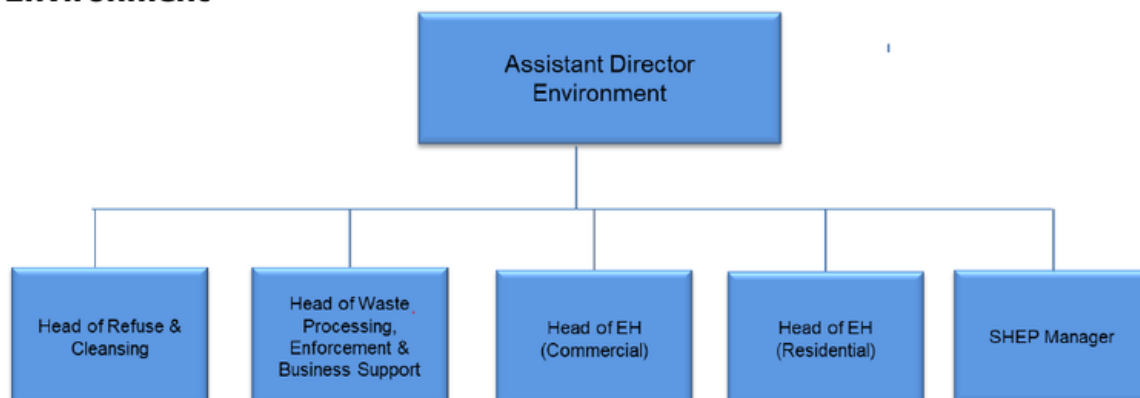 Environment
Assistant Director
Environment
Head of Refuse &
Cleansing
Head of Waste
Processing,
Enforcement &
Business Support
Head of EH
(Commercial)
Head of EH
(Residential)
SHEP Manager